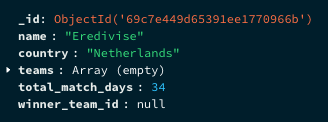 _id: ObjectId('69c7e449d65391ee1770966b')
name: "Eredivise"
country: "Netherlands"
teams: Array (empty)
total_match_days: 34
winner_team_id: null